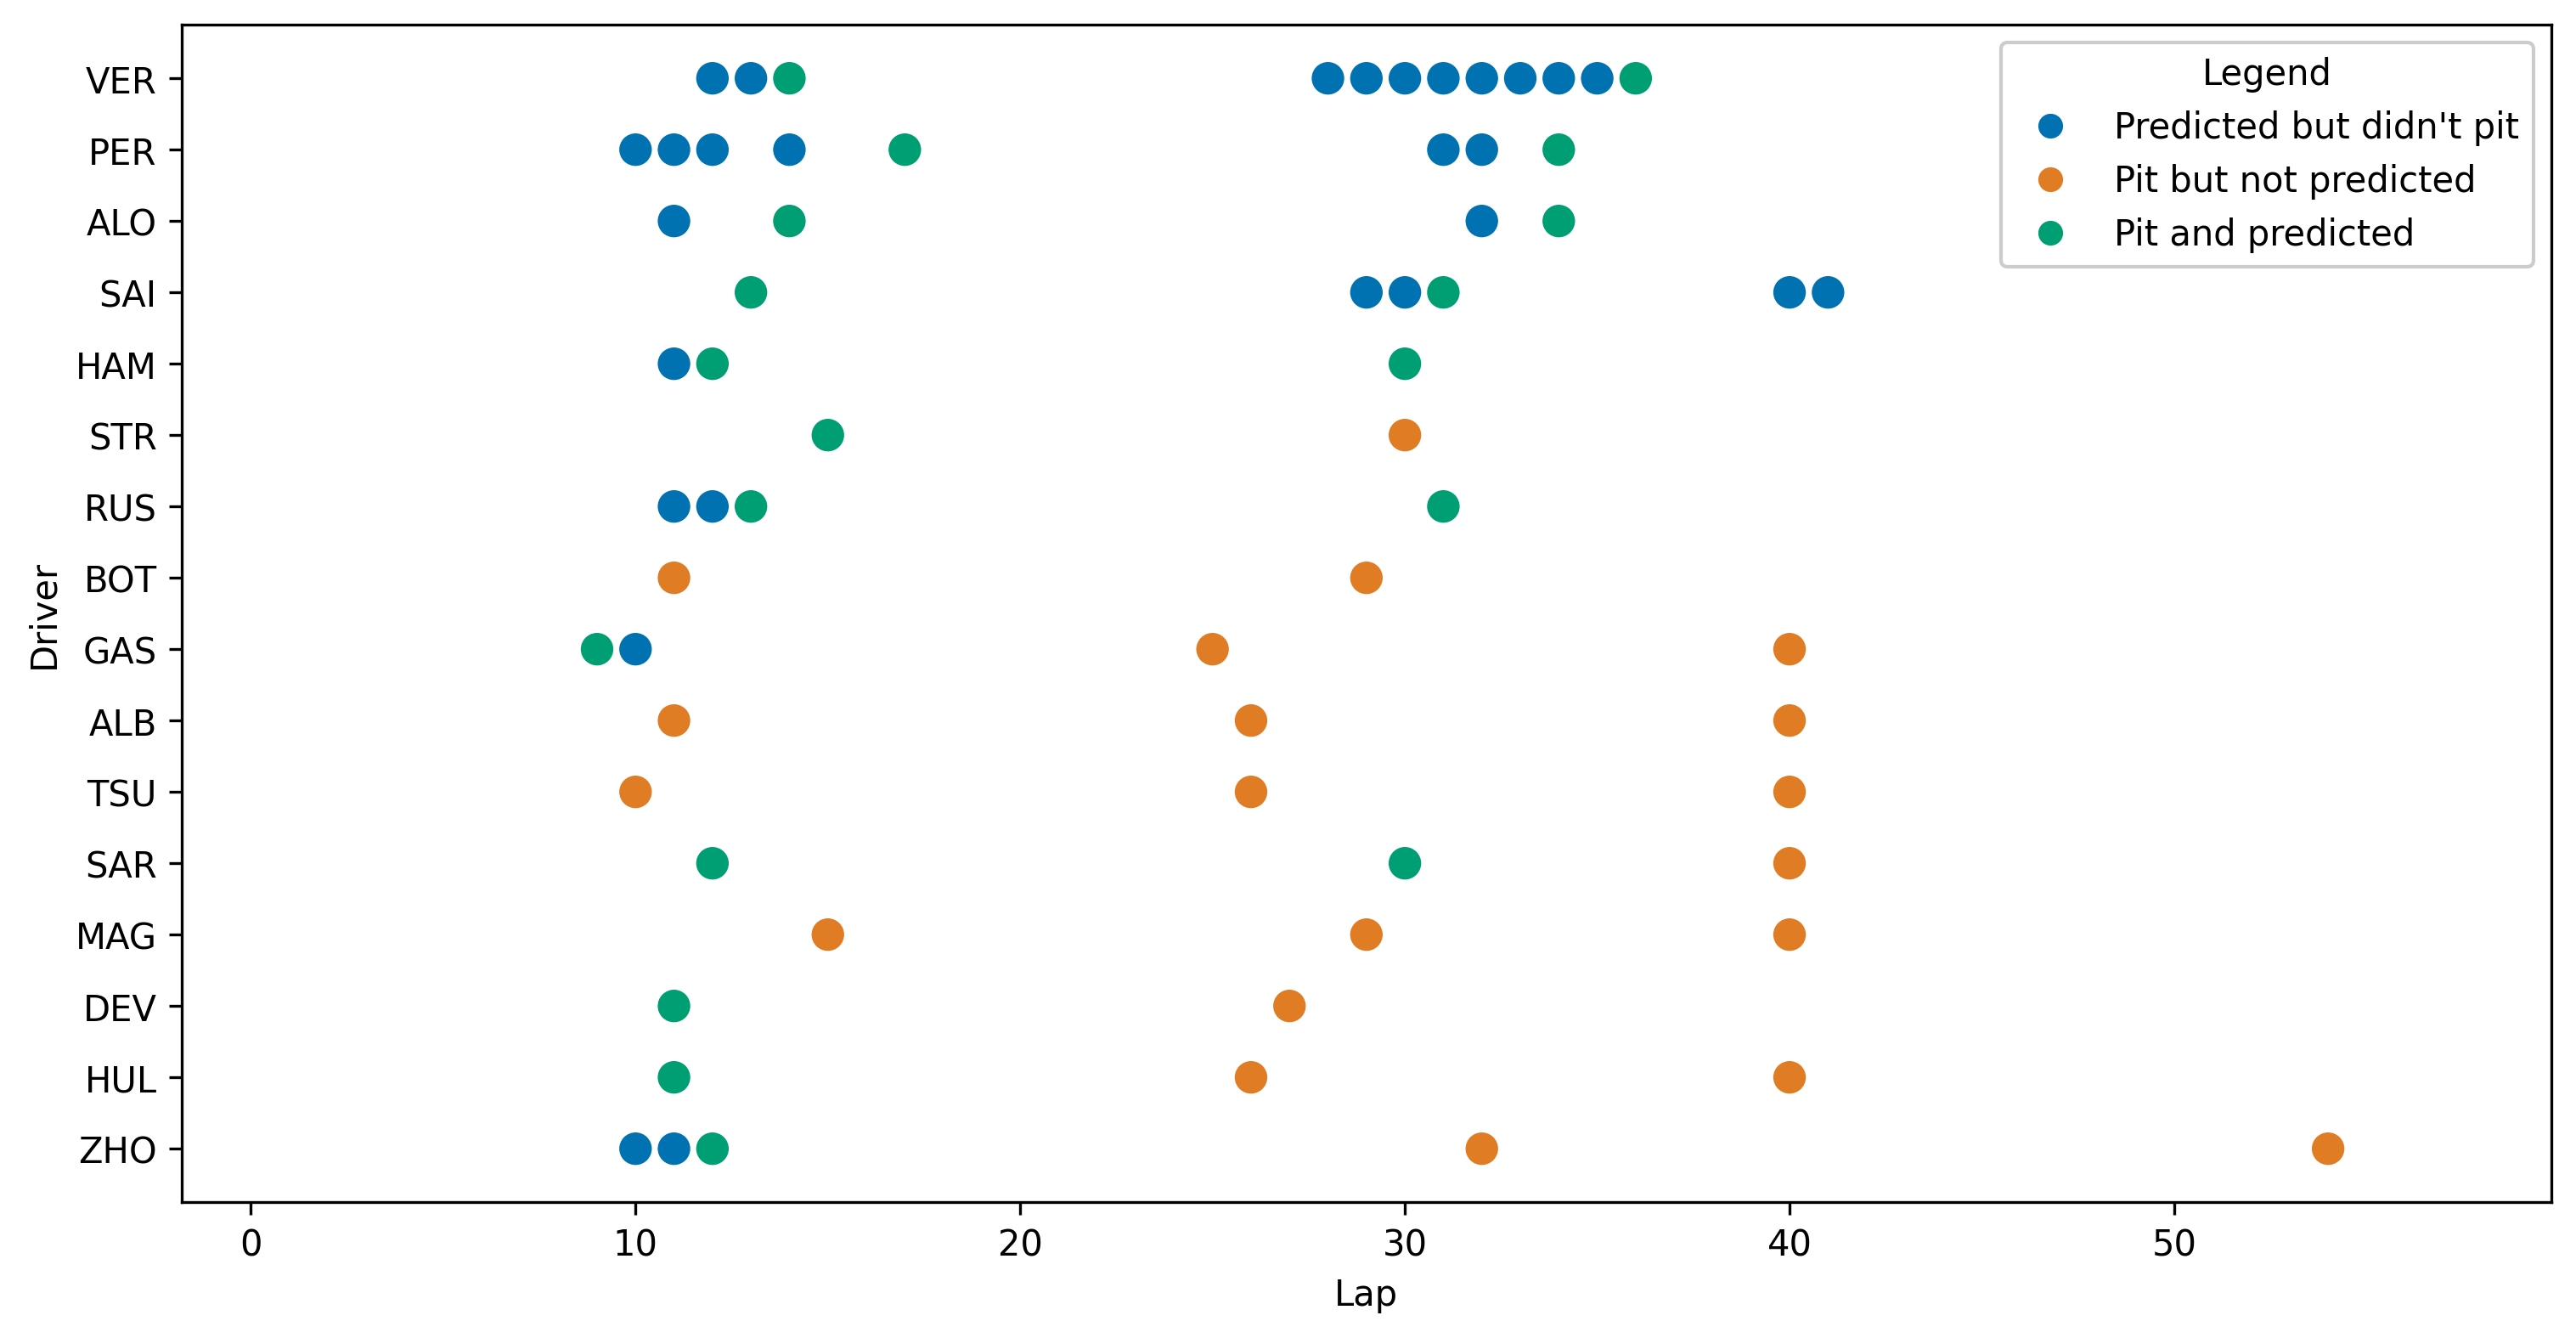 Legend
Predicted but didn't pit
Pit but not predicted
Pit and predicted
Driver
VER
PER
ALO
SAI
HAM
STR
RUS
BOT
GAS
ALB
TSU
SAR
MAG
DEV
HUL
ZHO
0 10 20 30 40 50
Lap